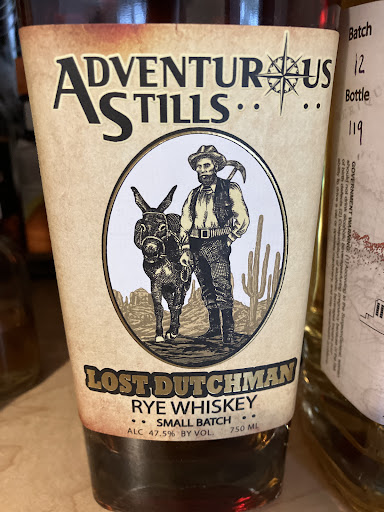 ADVENTUROUS
STILLS
LOST DUTCHMAN
RYE WHISKEY
SMALL BATCH
ALC 47.5% BY VOL. 750 ML
Batch
12
Bottle
119
GOVERNMENT WARNING: